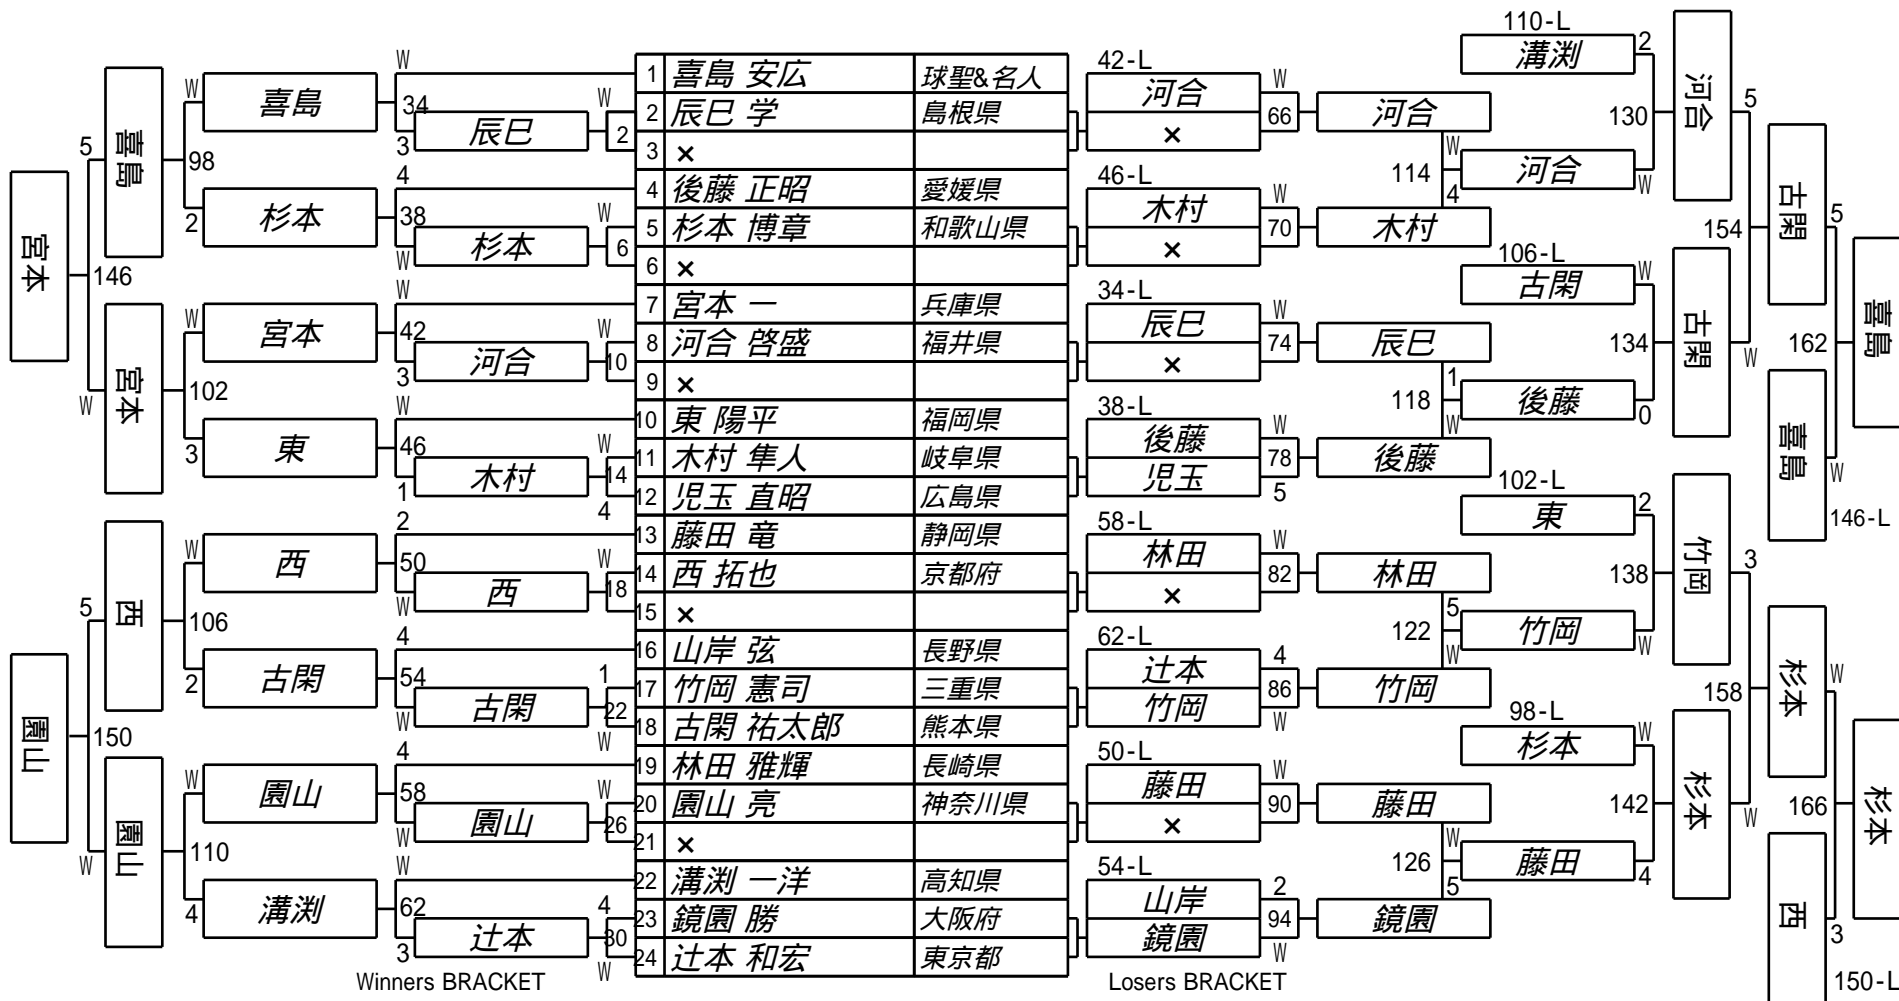 W
5
宮本
146
W
喜島
98
W
喜島
34
W
3
辰巳
W
2
2
杉本
38
4
W
杉本
W
6
宮本
102
W
宮本
42
W
3
河合
W
10
3
東
46
W
1
木村
W
14
4
園山
150
5
W
西
106
W
西
50
2
W
西
W
18
2
古閑
54
4
W
古閑
1
22
W
園山
110
W
園山
58
4
W
園山
W
26
4
溝渕
62
W
3
辻本
4
30
W
1 喜島 安広 球聖&名人
2 辰巳 学 島根県
3 ×
4 後藤 正昭 愛媛県
5 杉本 博章 和歌山県
6 ×
7 宮本 一 兵庫県
8 河合 啓盛 福井県
9 ×
10 東 陽平 福岡県
11 木村 隼人 岐阜県
12 児玉 直昭 広島県
13 藤田 竜 静岡県
14 西 拓也 京都府
15 ×
16 山岸 弦 長野県
17 竹岡 憲司 三重県
18 古閑 祐太郎 熊本県
19 林田 雅輝 長崎県
20 園山 亮 神奈川県
21 ×
22 溝渕 一洋 高知県
23 鏡園 勝 大阪府
24 辻本 和宏 東京都
42-L
河合 W
× 66
河合
46-L
木村 W
× 70
木村
W
114
4
34-L
辰巳 W
× 74
辰巳
38-L
後藤 W
児玉 78
5
後藤
1
118
W
58-L
林田 W
× 82
林田
62-L
辻本 4
竹岡 86
W
竹岡
5
122
W
50-L
藤田 W
× 90
藤田
54-L
山岸 2
鏡園 94
W
鏡園
W
126
5
110-L
溝渕 2
130
河合 W
河合
5
106-L
古閑 W
134
後藤 0
古閑
W
154
102-L
東 2
138
竹岡 W
竹岡
3
98-L
杉本 W
142
藤田 4
杉本
W
158
古閑
5
162
喜島
W
146-L
喜島
杉本
W
166
西
3
150-L
杉本
Winners BRACKET
Losers BRACKET